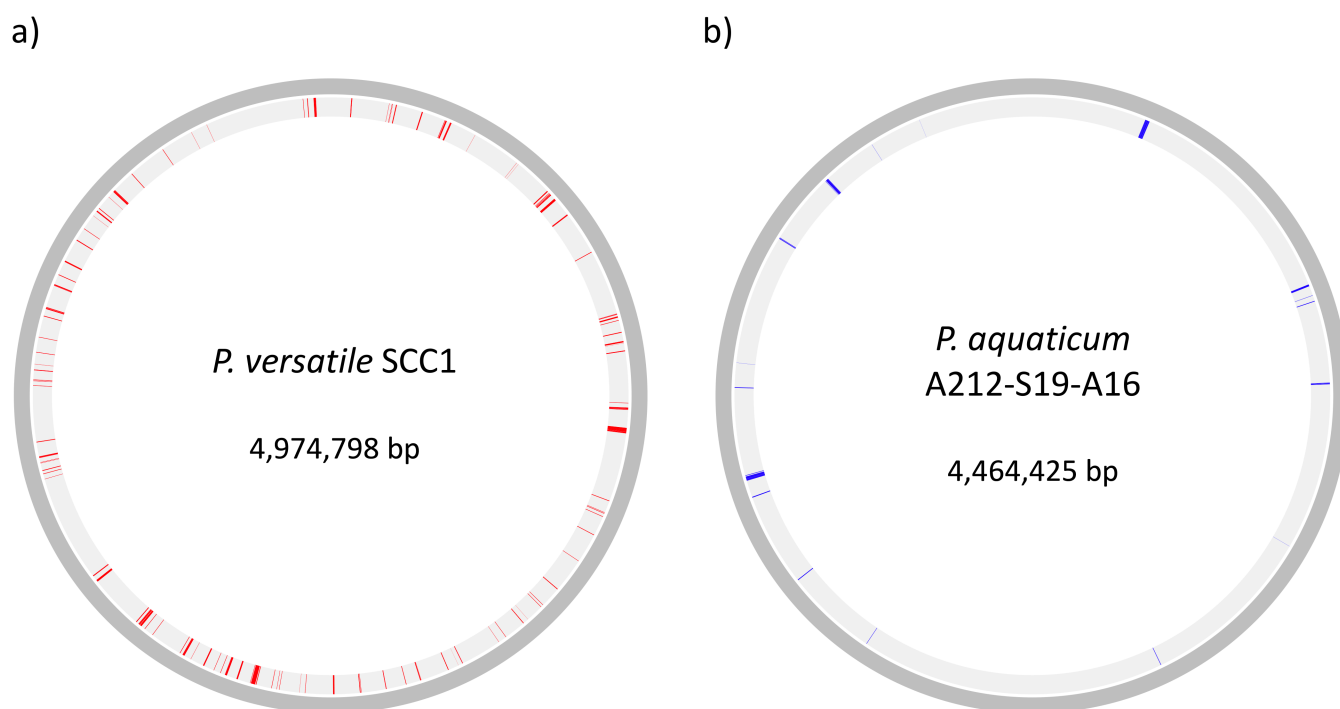 a)
b)
P. versatile SCC1
4,974,798 bp
P. aquaticum
A212-S19-A16
4,464,425 bp